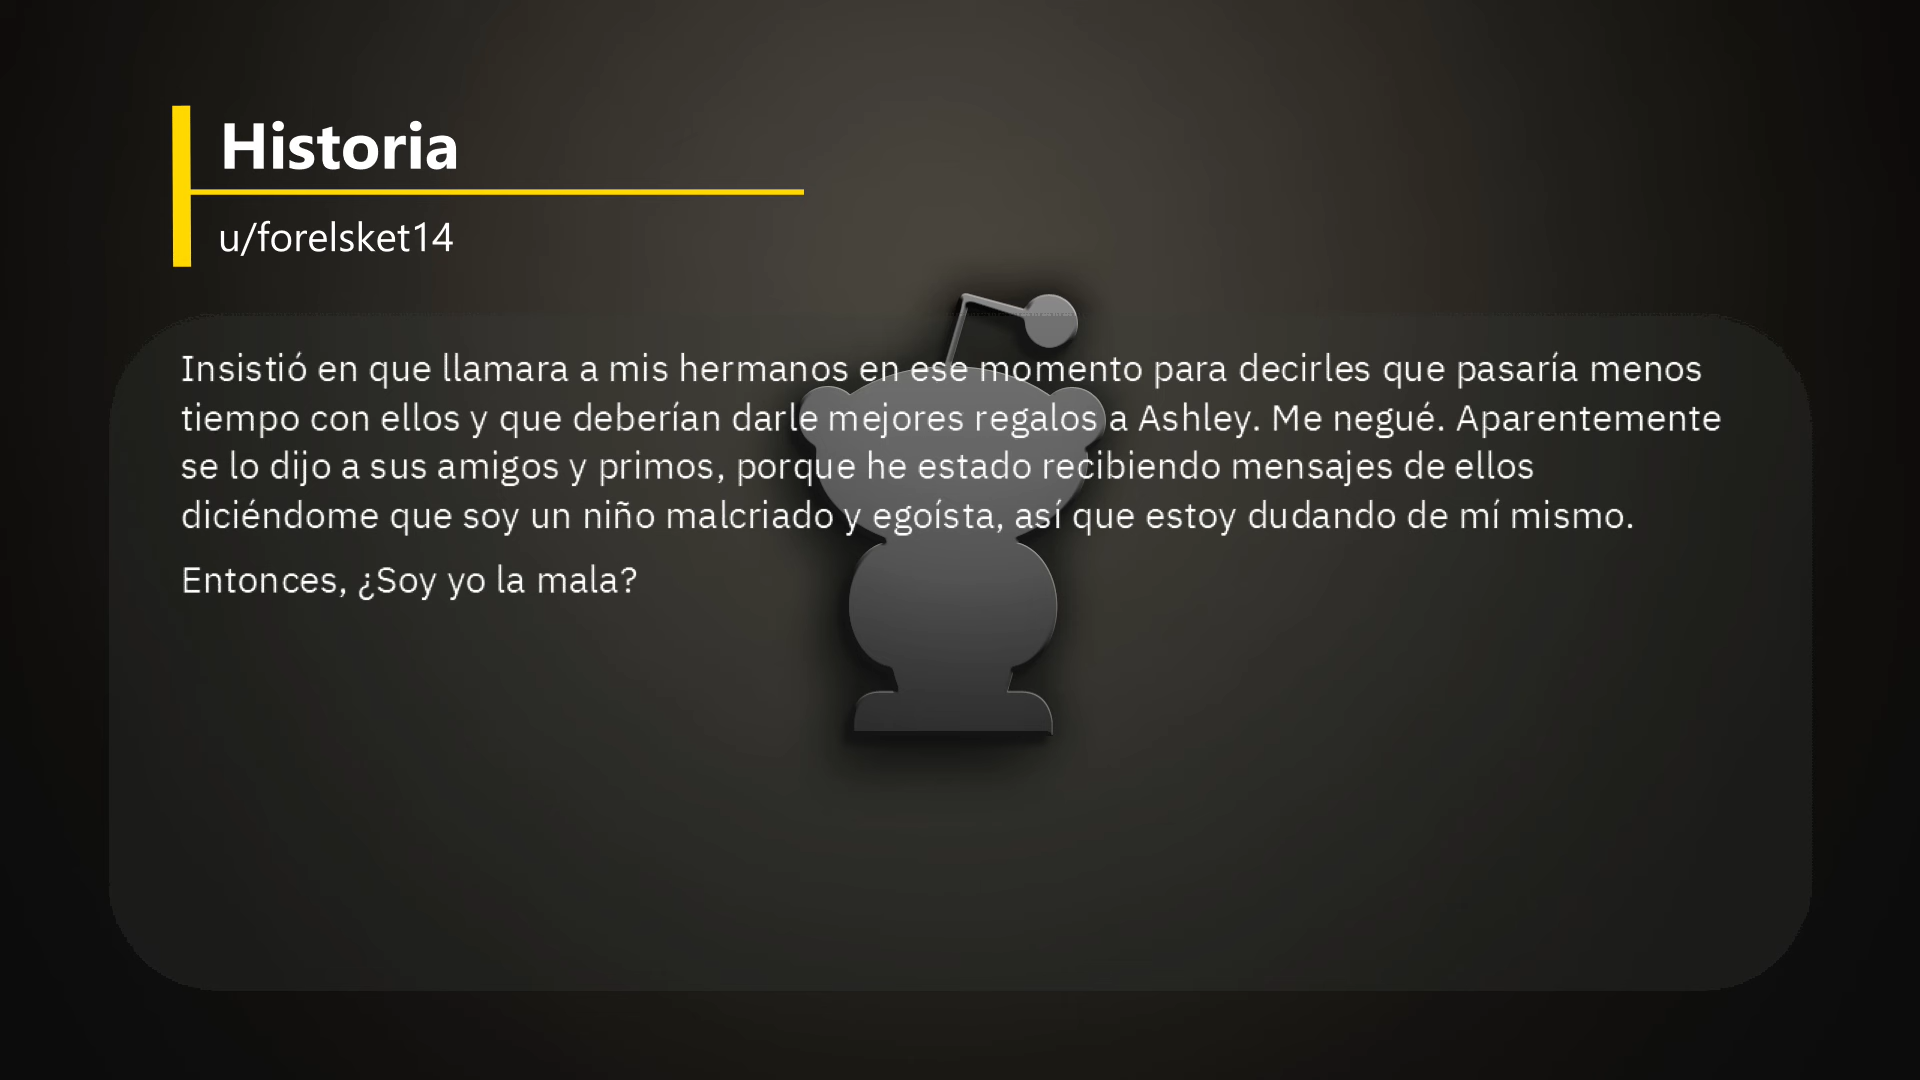 Historia
u/forelsket14
Insistió en que llamara a mis hermanos en ese momento para decirles que pasaría menos
tiempo con ellos y que deberían darle mejores regalos a Ashley. Me negué. Aparentemente
se lo dijo a sus amigos y primos, porque he estado recibiendo mensajes de ellos
diciéndome que soy un niño malcriado y egoísta, así que estoy dudando de mí mismo.
Entonces, ¿Soy yo la mala?